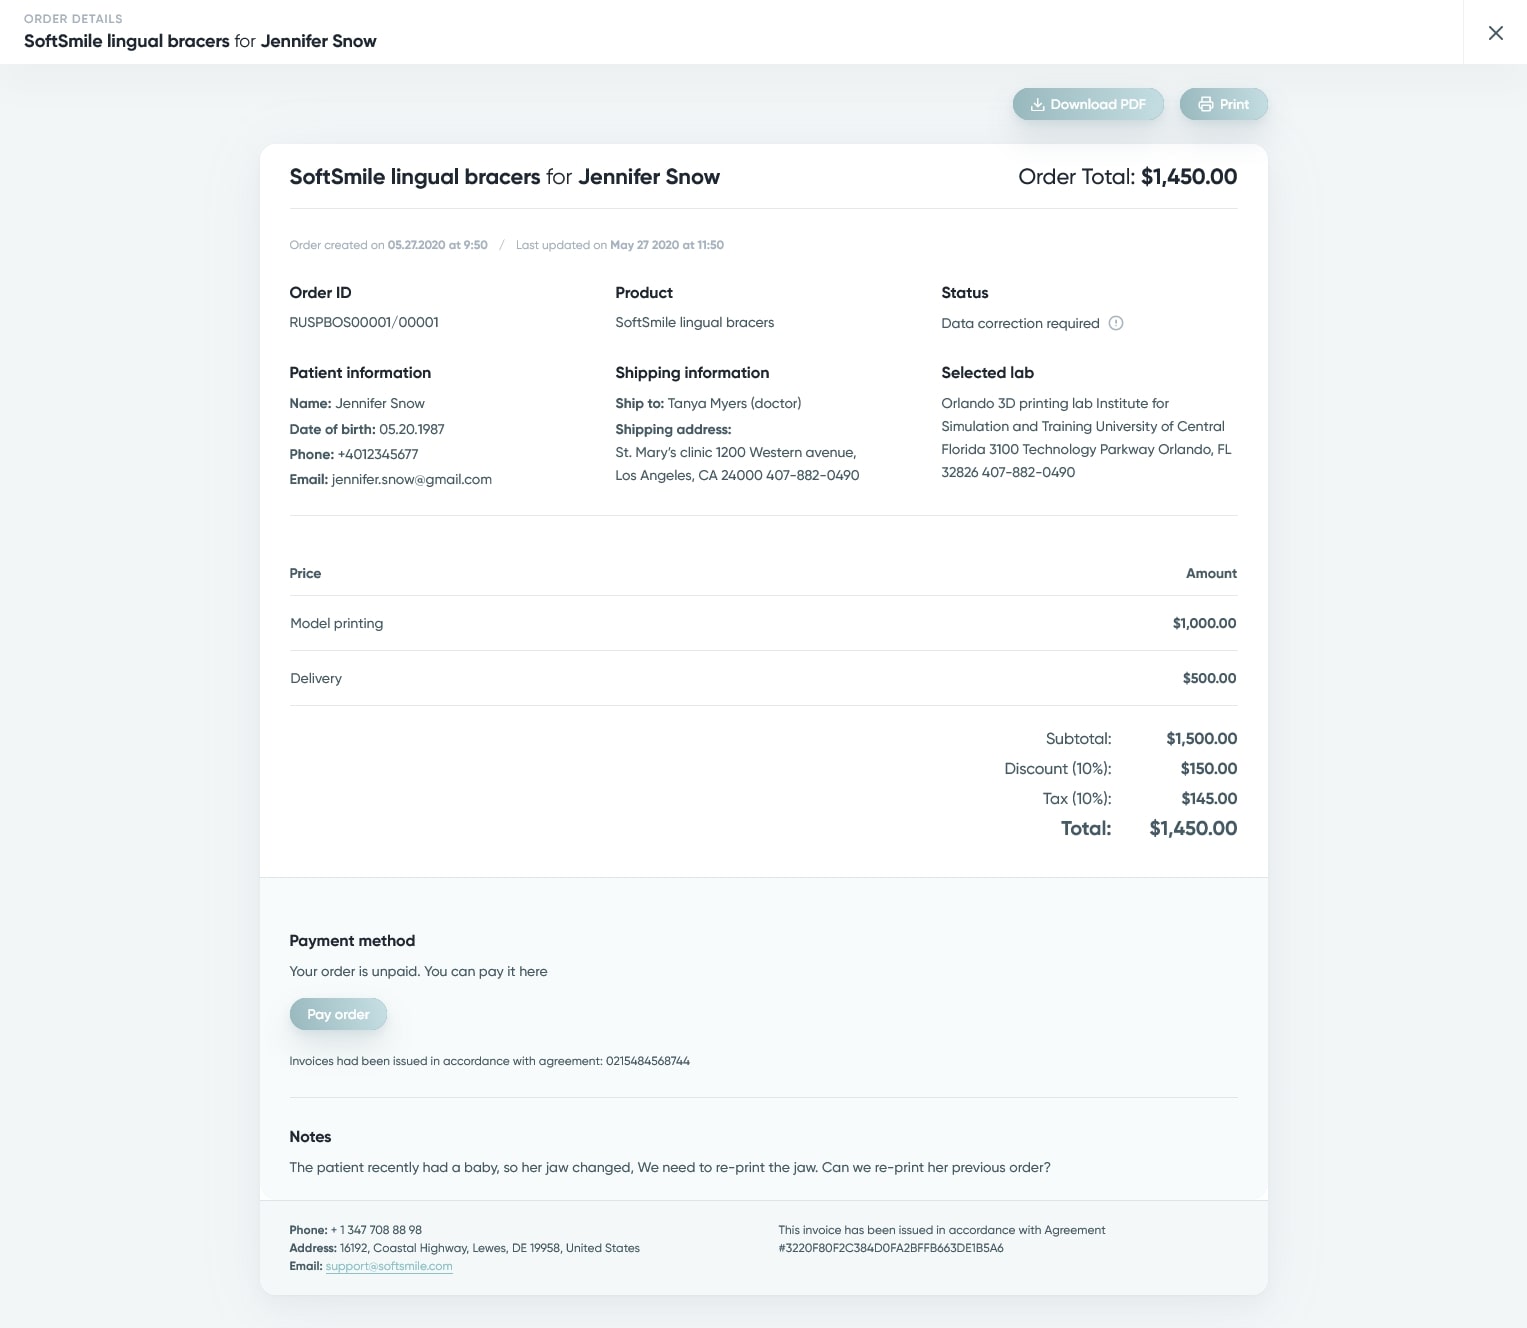 ORDER DETAILS
SoftSmile lingual bracers for Jennifer Snow
Download PDF
Print
SoftSmile lingual bracers for Jennifer Snow
Order Total: $1,450.00
Order created on 05.27.2020 at 9:50 / Last updated on May 27 2020 at 11:50
Order ID
RUSPBOS00001/00001
Product
SoftSmile lingual bracers
Status
Data correction required
Patient information
Name: Jennifer Snow
Date of birth: 05.20.1987
Phone: +4012345677
Email: jennifer.snow@gmail.com
Shipping information
Ship to: Tanya Myers (doctor)
Shipping address:
St. Mary’s clinic 1200 Western avenue,
Los Angeles, CA 24000 407-882-0490
Selected lab
Orlando 3D printing lab Institute for
Simulation and Training University of Central
Florida 3100 Technology Parkway Orlando, FL
32826 407-882-0490
Price Amount
Model printing $1,000.00
Delivery $500.00
Subtotal: $1,500.00
Discount (10%): $150.00
Tax (10%): $145.00
Total: $1,450.00
Payment method
Your order is unpaid. You can pay it here
Pay order
Invoices had been issued in accordance with agreement: 0215484568744
Notes
The patient recently had a baby, so her jaw changed, We need to re-print the jaw. Can we re-print her previous order?
Phone: + 1 347 708 88 98
Address: 16192, Coastal Highway, Lewes, DE 19958, United States
Email: support@softsmile.com
This invoice has been issued in accordance with Agreement
#3220F80F2C384D0FA2BFFB663DE1B5A6